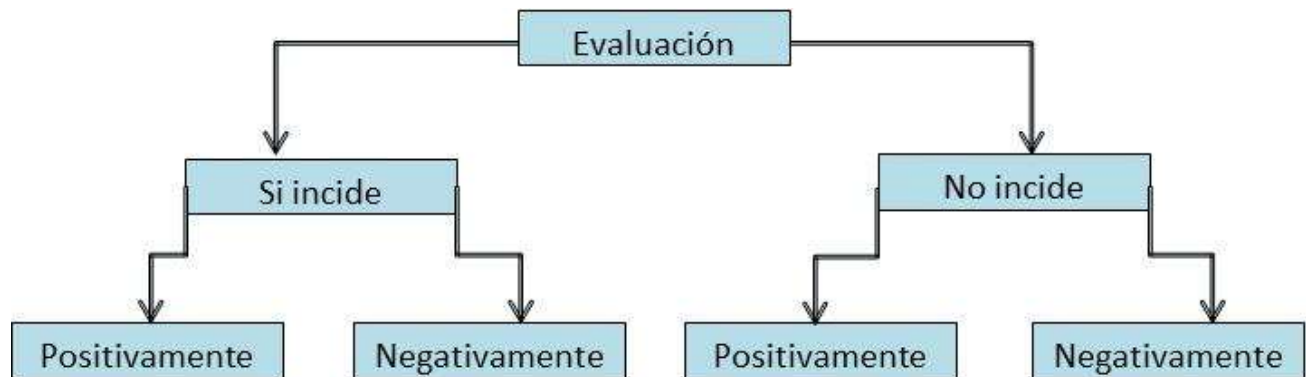 Evaluación
Si incide
No incide
Positivamente
Negativamente
Positivamente
Negativamente